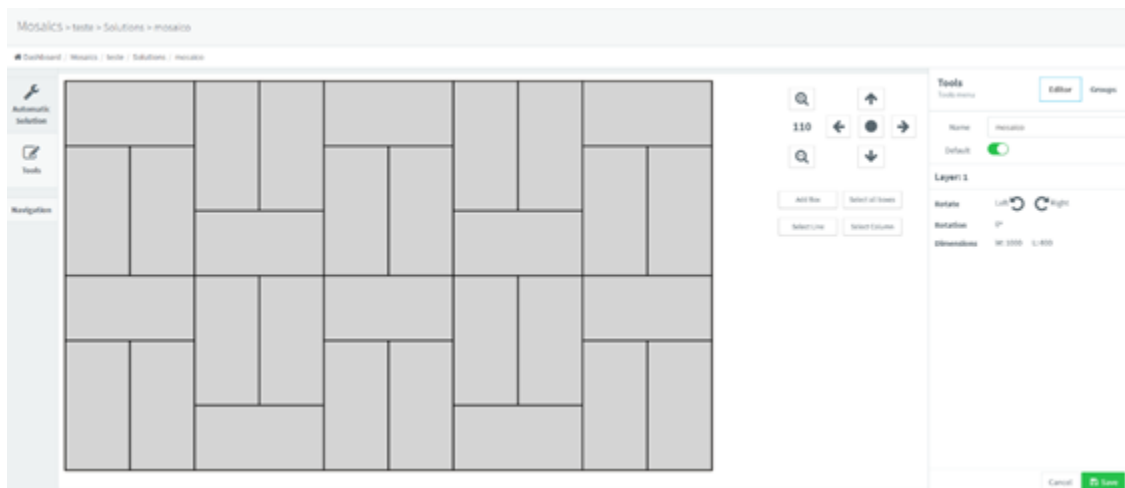 Mosaics > teste > Solutions > mosaico
Dashboard / Mosaics / teste / Solutions / mosaico
Automatic
Solution
Tools
Navigation
110
Add Box
Select all boxes
Select Line
Select Column
Tools
Tools menu
Editor
Groups
Name
mosaico
Default
Layer: 1
Rotate
Left
Right
Rotation
0°
Dimensions
Cancel
Save